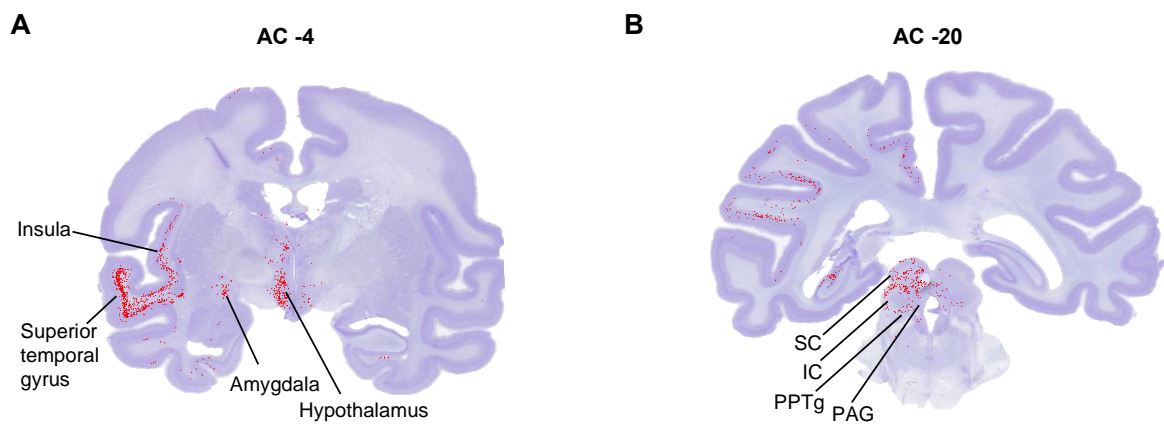 A
AC -4
Insula
Superior
temporal
gyrus
Amygdala
Hypothalamus
B
AC -20
SC
IC
PPTg
PAG